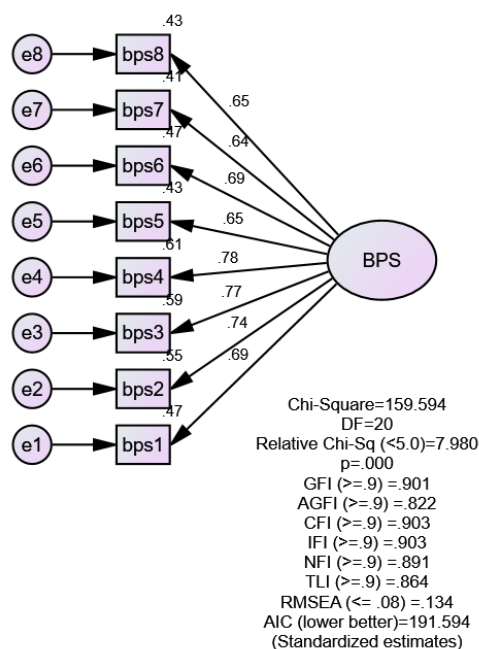 .43
e8 bps8
.41
.65
e7 bps7
.47
.64
e6 bps6
.69
.43
e5 bps5
.65
.61
e4 bps4
.78
BPS
.59
.77
e3 bps3
.74
.55
e2 bps2
.69
.47
e1 bps1
Chi-Square=159.594
DF=20
Relative Chi-Sq (<5.0)=7.980
p=.000
GFI (>=.9) =.901
AGFI (>=.9) =.822
CFI (>=.9) =.903
IFI (>=.9) =.903
NFI (>=.9) =.891
TLI (>=.9) =.864
RMSEA (<= .08) =.134
AIC (lower better)=191.594
(Standardized estimates)